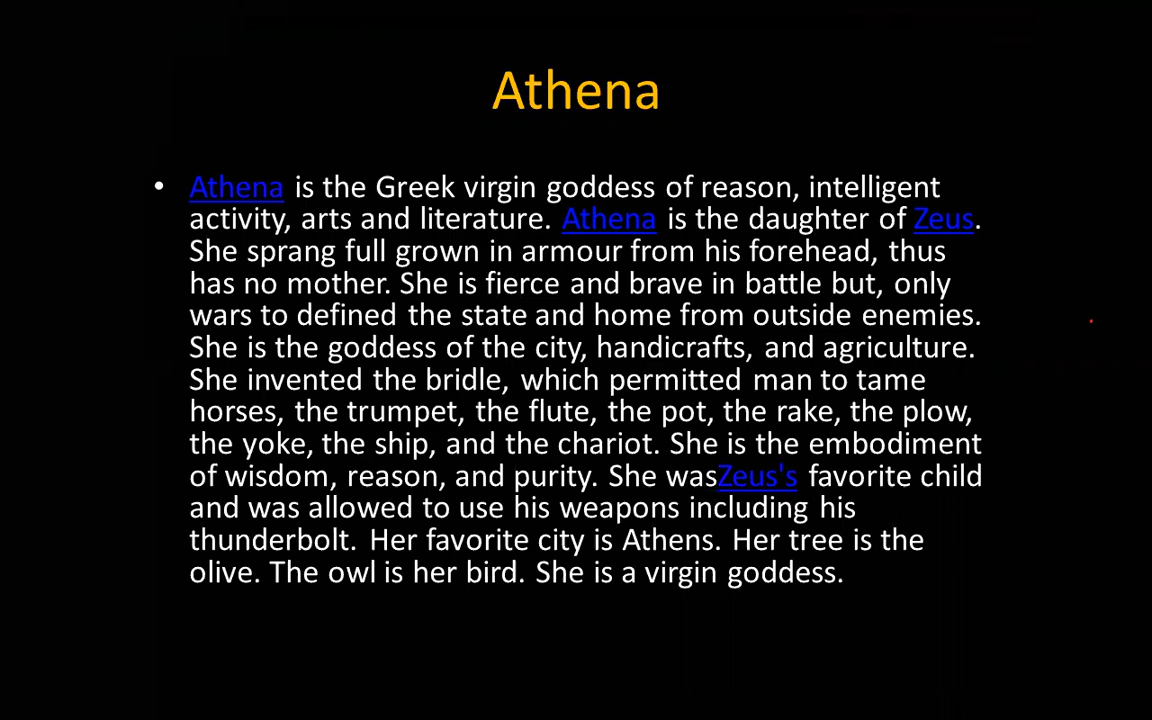 Athena
• Athena is the Greek virgin goddess of reason, intelligent
activity, arts and literature. Athena is the daughter of Zeus.
She sprang full grown in armour from his forehead, thus
has no mother. She is fierce and brave in battle but, only
wars to defined the state and home from outside enemies.
She is the goddess of the city, handicrafts, and agriculture.
She invented the bridle, which permitted man to tame
horses, the trumpet, the flute, the pot, the rake, the plow,
the yoke, the ship, and the chariot. She is the embodiment
of wisdom, reason, and purity. She wasZeus's favorite child
and was allowed to use his weapons including his
thunderbolt. Her favorite city is Athens. Her tree is the
olive. The owl is her bird. She is a virgin goddess.